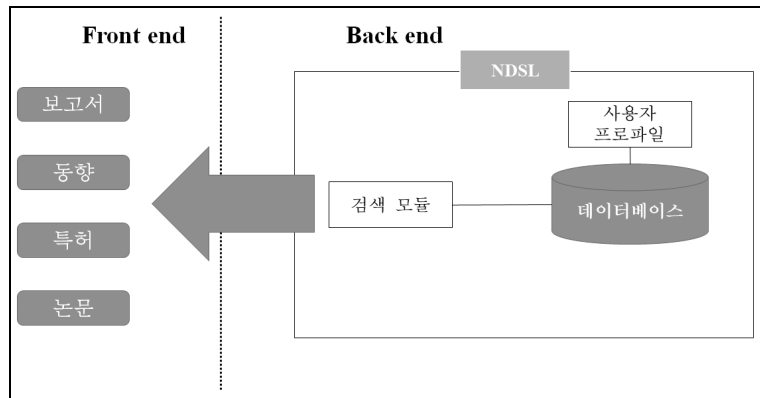 Front end
Back end
NDSL
보고서
동향
특허
논문
검색 모듈
사용자
프로파일
데이터베이스